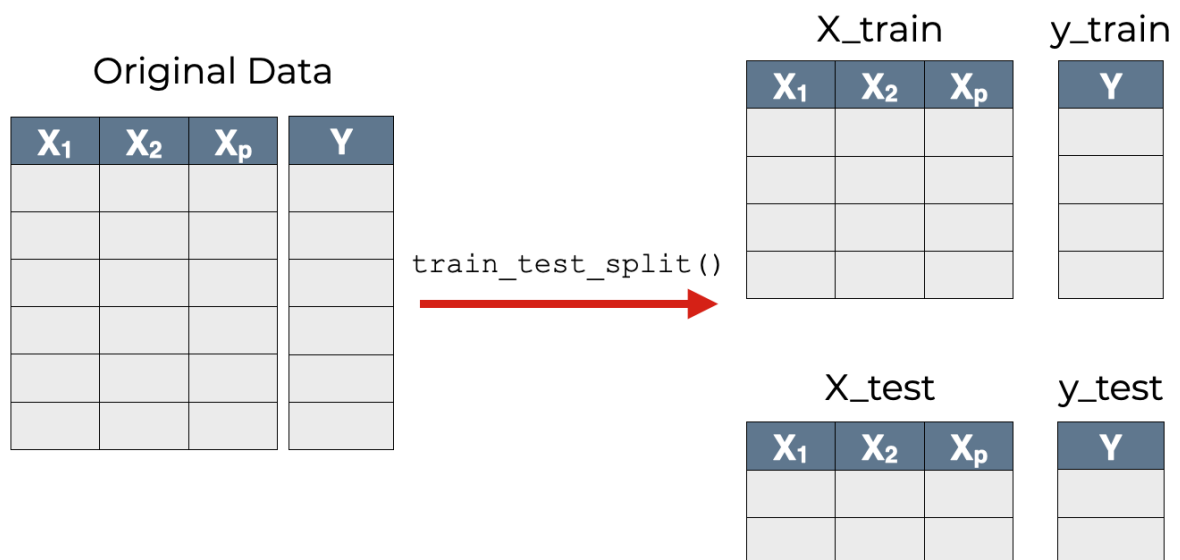 Original Data
X₁ X₂ Xₚ Y
train_test_split()
X_train y_train
X₁ X₂ Xₚ Y
X_test y_test
X₁ X₂ Xₚ Y